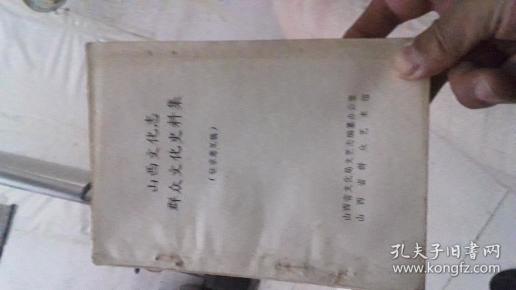 山西文化志
群众文化史料集
(征求意见稿)
山西省文化局文艺志编纂办公室
山西省群众艺术馆
孔夫子旧书网
www.kongfz.com